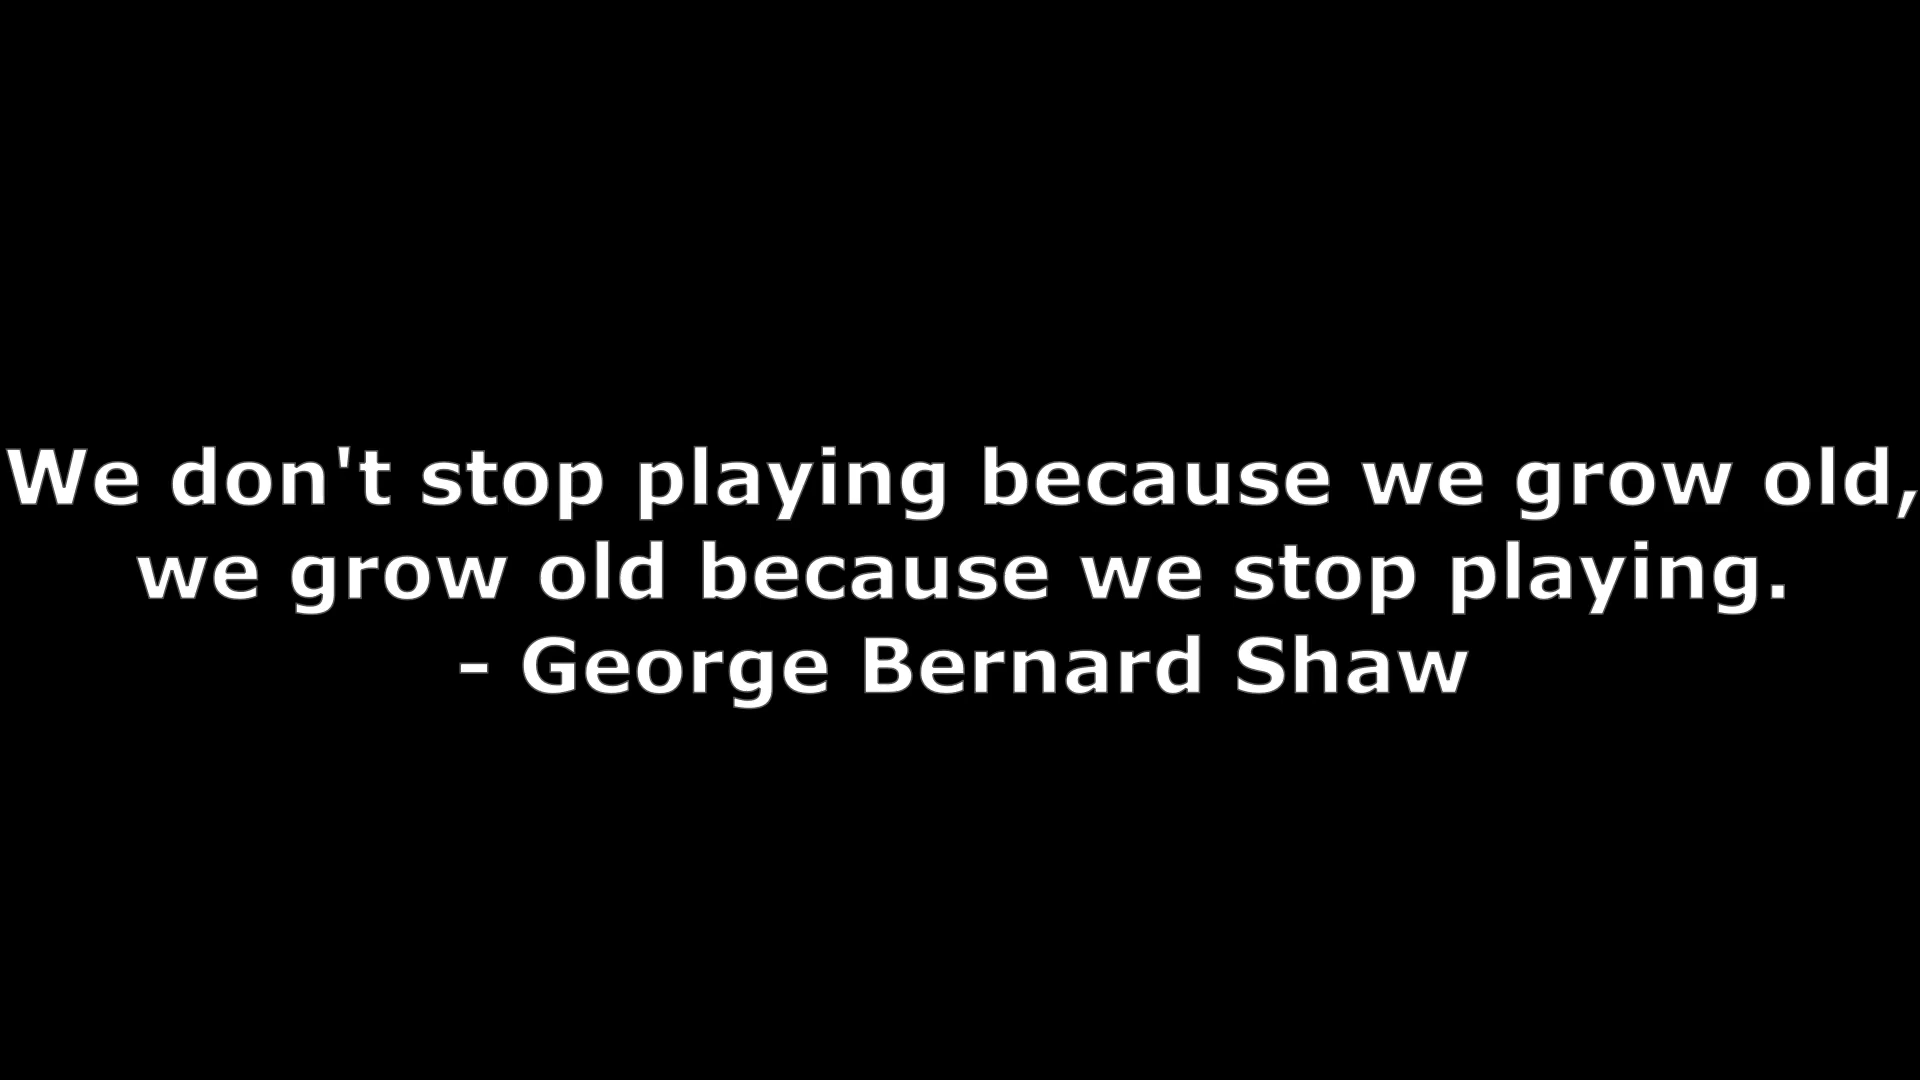 We don't stop playing because we grow old,
we grow old because we stop playing.
- George Bernard Shaw